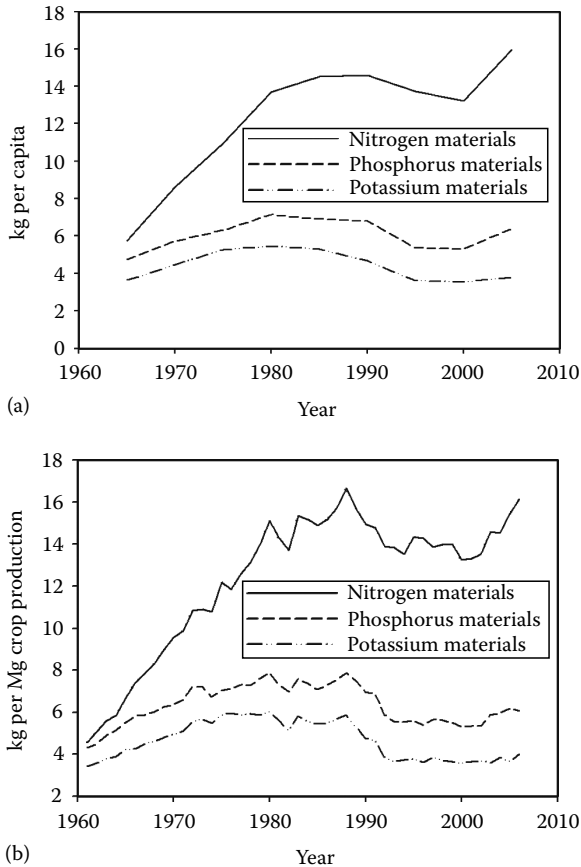 18
16
14
12
10
8
6
4
2
0
kg per capita
Nitrogen materials
Phosphorus materials
Potassium materials
1960 1970 1980 1990 2000 2010
(a)
Year
18
16
14
12
10
8
6
4
2
kg per Mg crop production
Nitrogen materials
Phosphorus materials
Potassium materials
1960 1970 1980 1990 2000 2010
(b)
Year